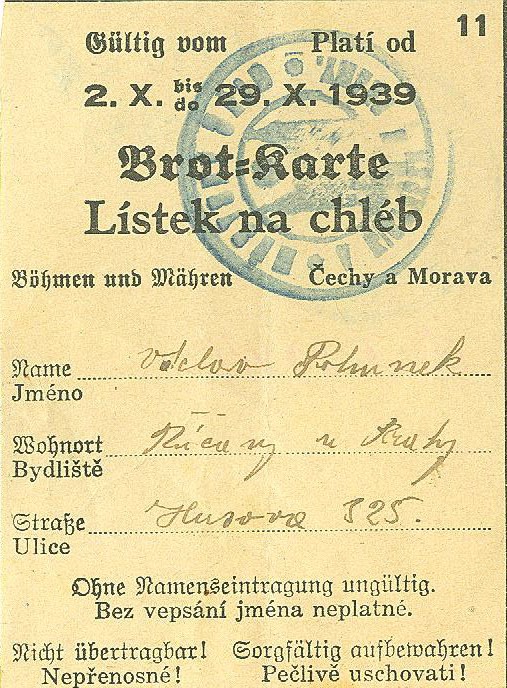 11
Gültig vom Platí od
2. X. bis do 29. X. 1939
Brot=Karte
Lístek na chléb
Böhmen und Mähren Čechy a Morava
Name Václav
Jméno
Wohnort Říčany u Prahy
Bydliště
Straße Husova 325.
Ulice
Ohne Namenseintragung ungültig.
Bez vepsání jména neplatné.
Nicht übertragbar! Sorgfältig aufbewahren!
Nepřenosné! Pečlivě uschovati!